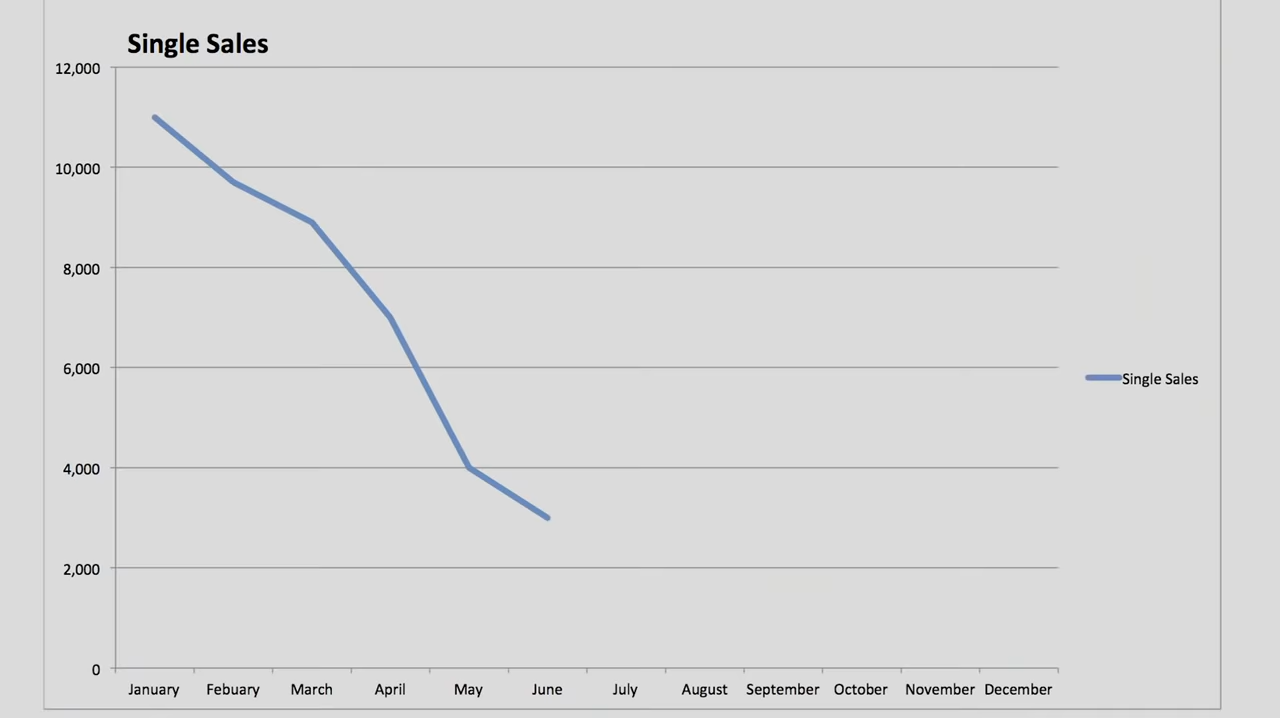 Single Sales
12,000
10,000
8,000
6,000
4,000
2,000
0
January Febuary March April May June July August September October November December
Single Sales